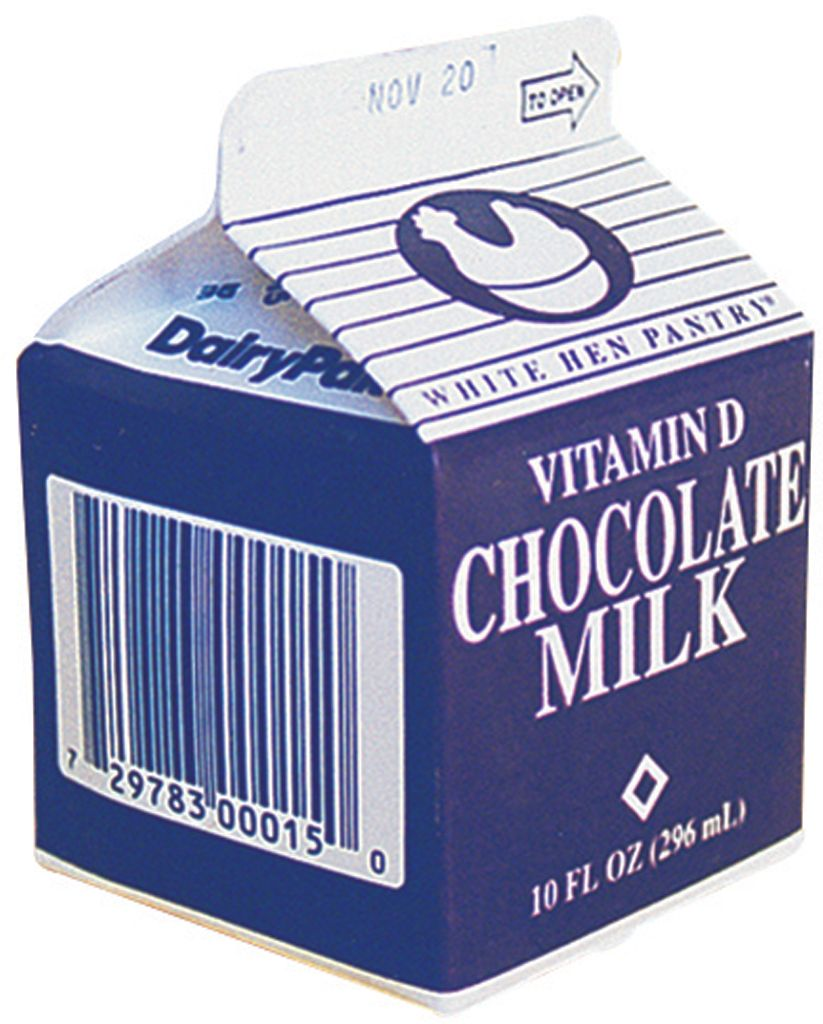 NOV 20
TO OPEN
WHITE HEN PANTRY®
DairyPak
VITAMIN D
CHOCOLATE
MILK
10 FL OZ (296 mL)
7 29783 00015 0